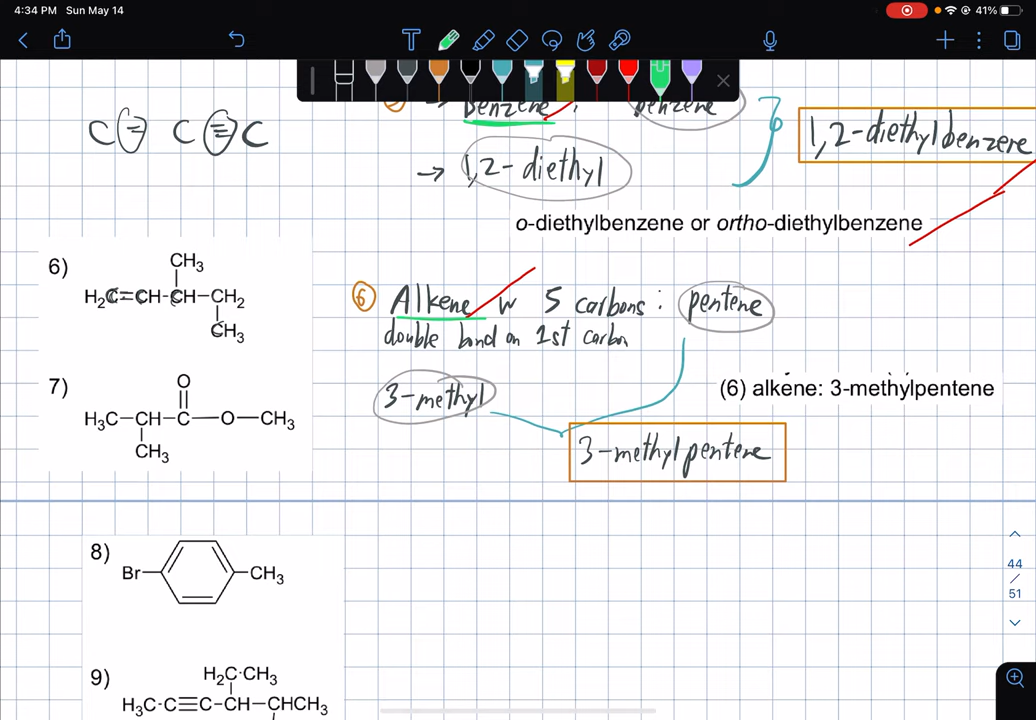 4:34 PM Sun May 14
41%
T
Benzene :
benzene
C = C ≡ C
1,2-diethylbenzene
→ 1,2- diethyl
o-diethylbenzene or ortho-diethylbenzene
6)
CH3
H2C=CH-CH-CH2
CH3
⑥ Alkene w 5 carbons : pentene
double bond on 1st carbon
7)
O
H3C-CH-C-O-CH3
CH3
3-methyl
(6) alkene: 3-methylpentene
3-methylpentene
8)
Br
CH3
9)
H2C·CH3
H3C·C≡C-CH-CHCH3
44
/
51